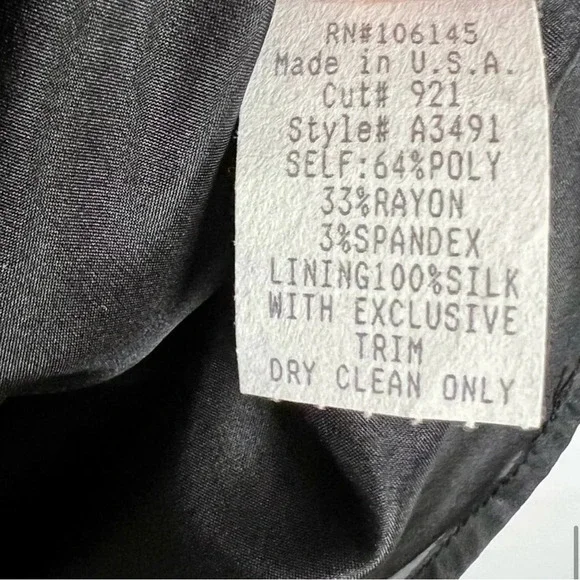 RN#106145
Made in U.S.A.
Cut# 921
Style# A3491
SELF:64%POLY
33%RAYON
3%SPANDEX
LINING100%SILK
WITH EXCLUSIVE
TRIM
DRY CLEAN ONLY